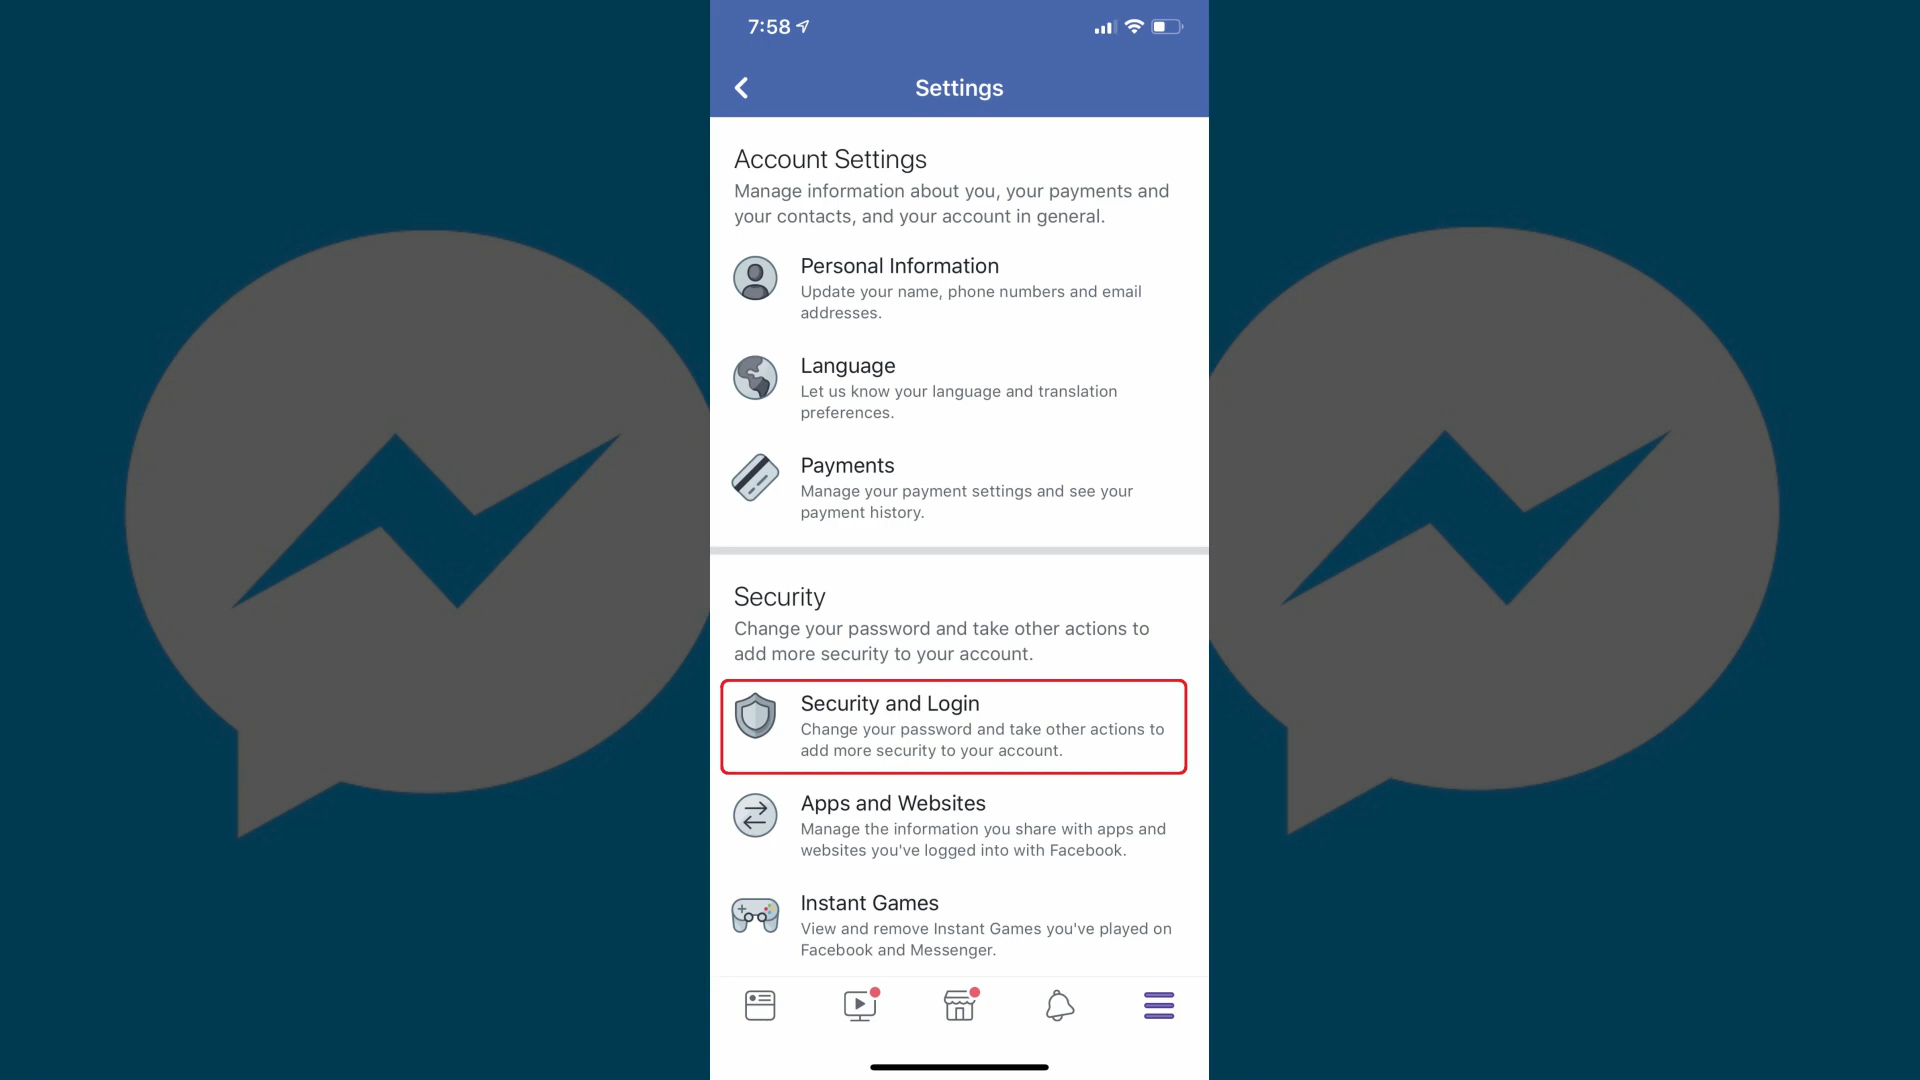 7:58
Settings
Account Settings
Manage information about you, your payments and
your contacts, and your account in general.
Personal Information
Update your name, phone numbers and email
addresses.
Language
Let us know your language and translation
preferences.
Payments
Manage your payment settings and see your
payment history.
Security
Change your password and take other actions to
add more security to your account.
Security and Login
Change your password and take other actions to
add more security to your account.
Apps and Websites
Manage the information you share with apps and
websites you've logged into with Facebook.
Instant Games
View and remove Instant Games you've played on
Facebook and Messenger.